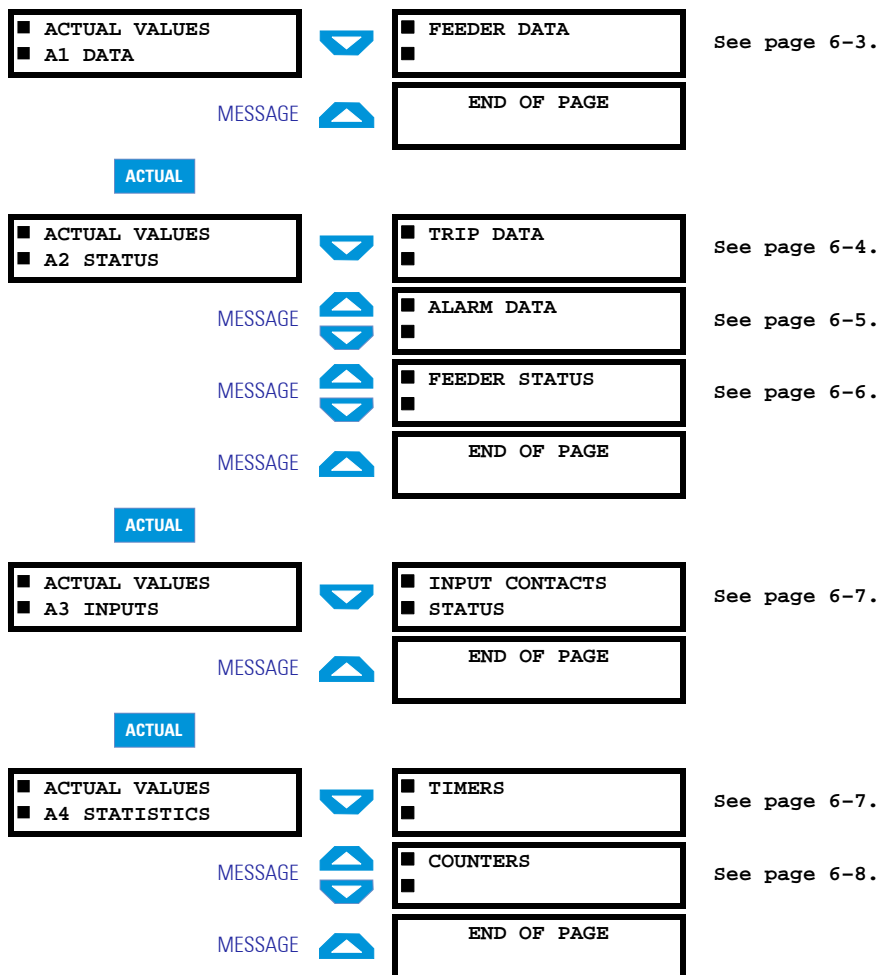 ■ ACTUAL VALUES
■ A1 DATA
■ FEEDER DATA
■
See page 6–3.
MESSAGE
END OF PAGE
ACTUAL
■ ACTUAL VALUES
■ A2 STATUS
■ TRIP DATA
■
See page 6–4.
MESSAGE
■ ALARM DATA
■
See page 6–5.
MESSAGE
■ FEEDER STATUS
■
See page 6–6.
MESSAGE
END OF PAGE
ACTUAL
■ ACTUAL VALUES
■ A3 INPUTS
■ INPUT CONTACTS
■ STATUS
See page 6–7.
MESSAGE
END OF PAGE
ACTUAL
■ ACTUAL VALUES
■ A4 STATISTICS
■ TIMERS
■
See page 6–7.
MESSAGE
■ COUNTERS
■
See page 6–8.
MESSAGE
END OF PAGE